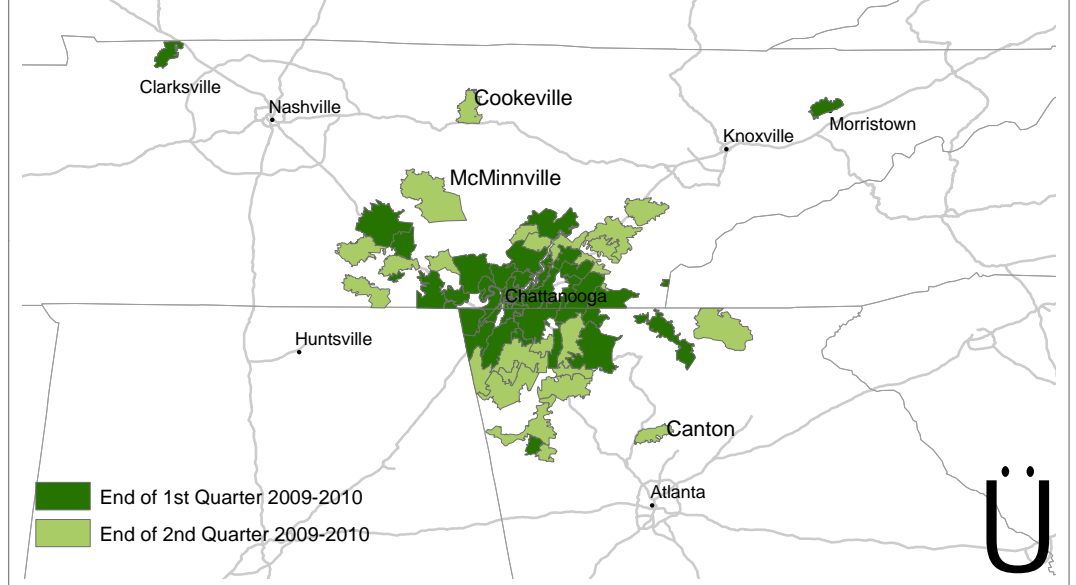 Clarksville
Nashville
Cookeville
Knoxville
Morristown
McMinnville
Chattanooga
Huntsville
Canton
Atlanta
End of 1st Quarter 2009-2010
End of 2nd Quarter 2009-2010
Ü